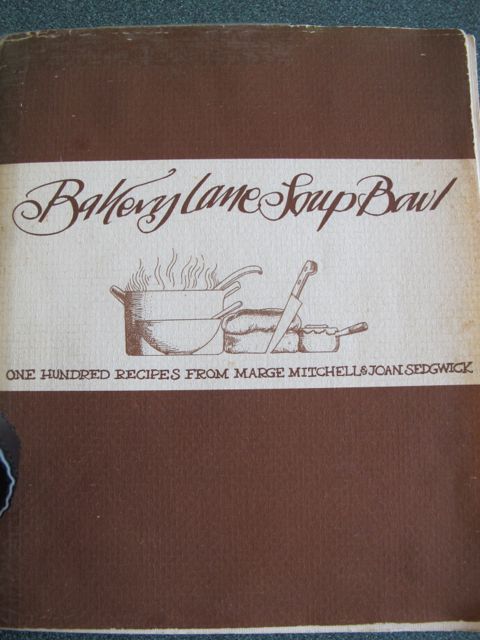 Bakery Lane Soup Bowl
ONE HUNDRED RECIPES FROM MARGE MITCHELL & JOAN SEDGWICK